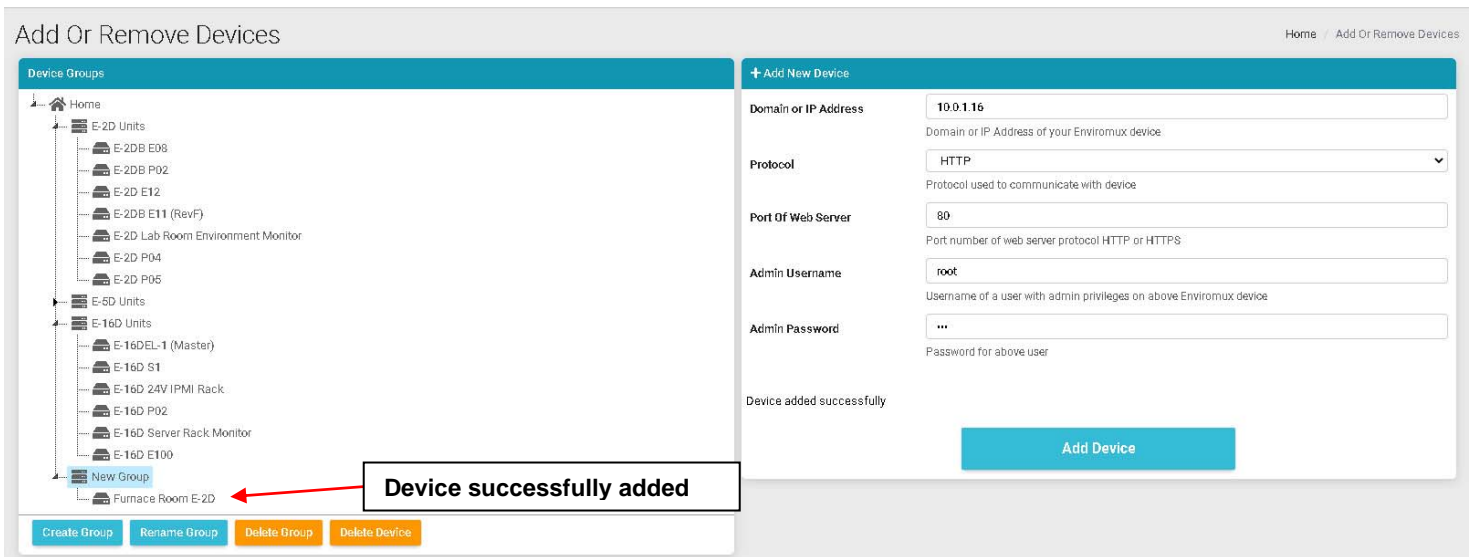 Add Or Remove Devices
Home / Add Or Remove Devices
Device Groups
Home
E-2D Units
E-2DB E08
E-2DB P02
E-2D E12
E-2DB E11 (RevF)
E-2D Lab Room Environment Monitor
E-2D P04
E-2D P05
E-5D Units
E-16D Units
E-16DEL-1 (Master)
E-16D S1
E-16D 24V IPMI Rack
E-16D P02
E-16D Server Rack Monitor
E-16D E100
New Group
Furnace Room E-2D
Device successfully added
Create Group Rename Group Delete Group Delete Device
+ Add New Device
Domain or IP Address 10.0.1.16
Domain or IP Address of your Enviromux device
Protocol HTTP
Protocol used to communicate with device
Port Of Web Server 80
Port number of web server protocol HTTP or HTTPS
Admin Username root
Username of a user with admin privileges on above Enviromux device
Admin Password •••
Password for above user
Device added successfully
Add Device